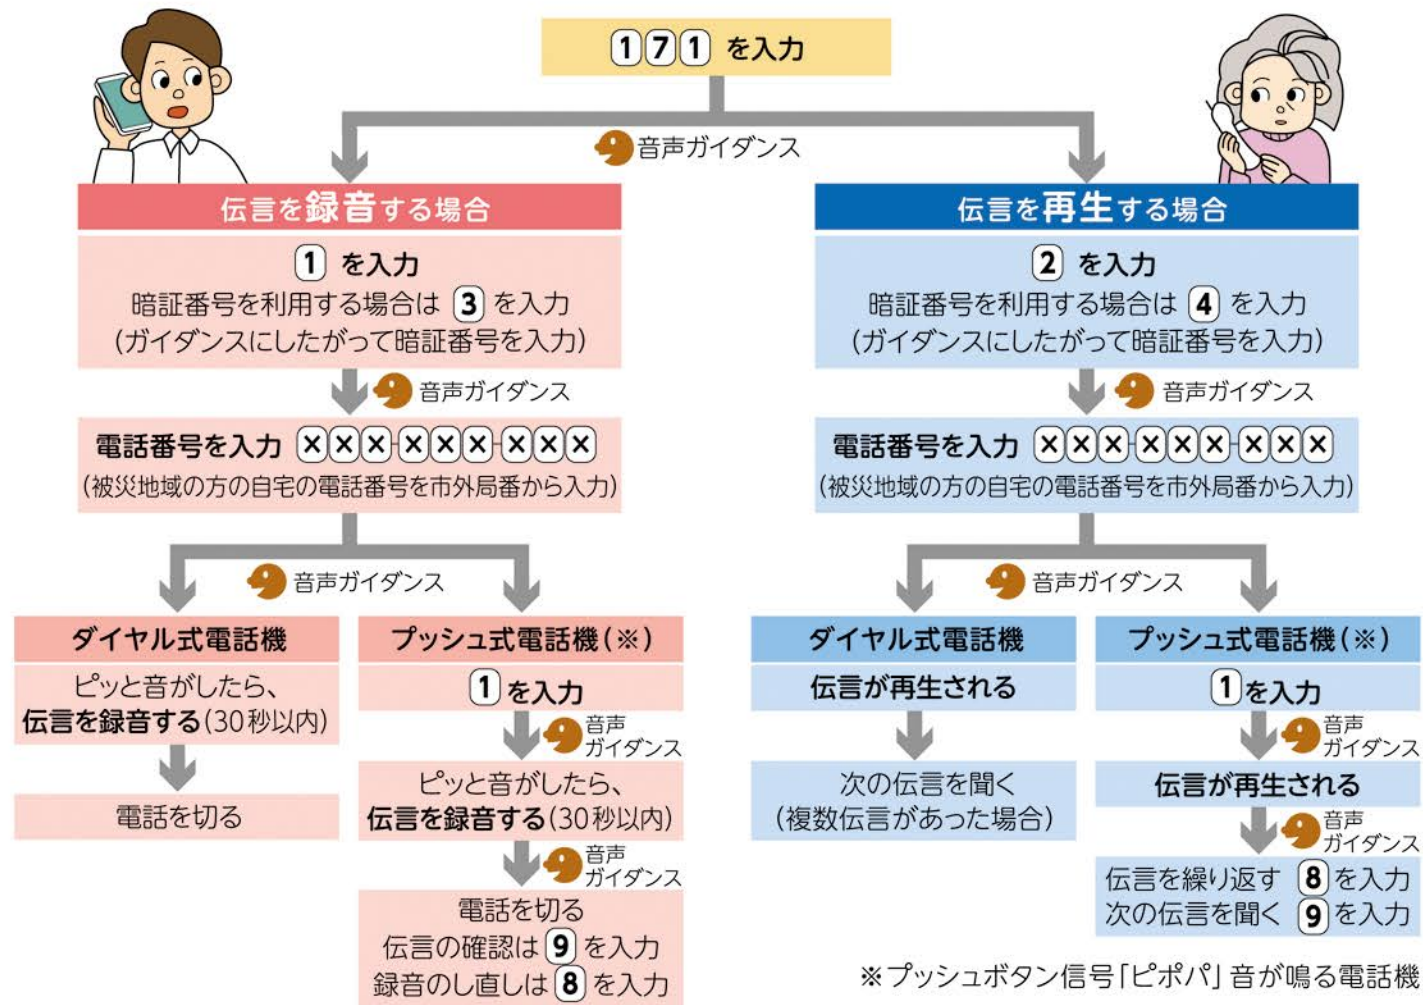 171 を入力
音声ガイダンス
伝言を録音する場合
1 を入力
暗証番号を利用する場合は 3 を入力
(ガイダンスにしたがって暗証番号を入力)
音声ガイダンス
電話番号を入力 ×××-×××-×××
(被災地域の方の自宅の電話番号を市外局番から入力)
音声ガイダンス
ダイヤル式電話機
ピッと音がしたら、
伝言を録音する(30秒以内)
電話を切る
プッシュ式電話機(※)
1 を入力
音声
ガイダンス
ピッと音がしたら、
伝言を録音する(30秒以内)
音声
ガイダンス
電話を切る
伝言の確認は 9 を入力
録音のし直しは 8 を入力
伝言を再生する場合
2 を入力
暗証番号を利用する場合は 4 を入力
(ガイダンスにしたがって暗証番号を入力)
音声ガイダンス
電話番号を入力 ×××-×××-×××
(被災地域の方の自宅の電話番号を市外局番から入力)
音声ガイダンス
ダイヤル式電話機
伝言が再生される
次の伝言を聞く
(複数伝言があった場合)
プッシュ式電話機(※)
1 を入力
音声
ガイダンス
伝言が再生される
音声
ガイダンス
伝言を繰り返す 8 を入力
次の伝言を聞く 9 を入力
※プッシュボタン信号「ピポパ」音が鳴る電話機